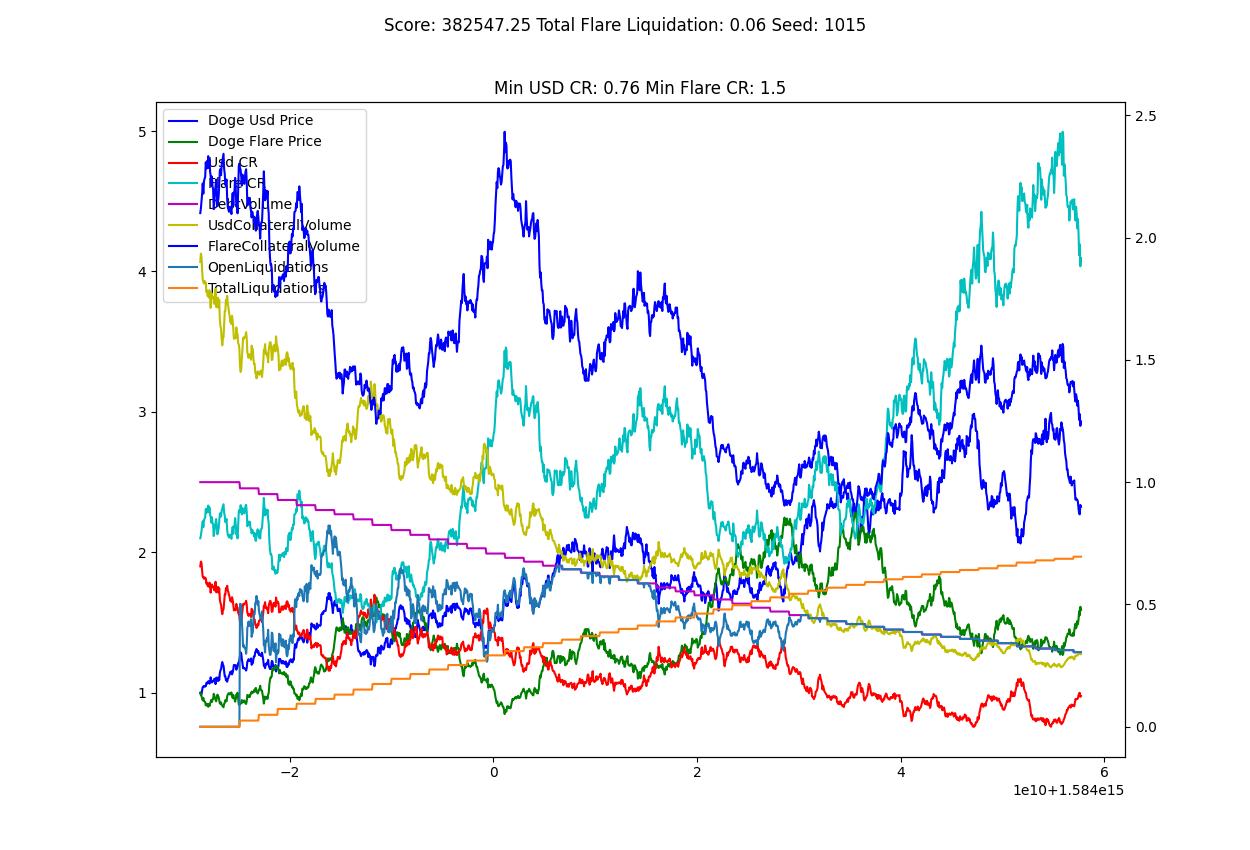 Score: 382547.25 Total Flare Liquidation: 0.06 Seed: 1015
Min USD CR: 0.76 Min Flare CR: 1.5
Doge Usd Price
Doge Flare Price
Usd CR
Flare CR
DebtVolume
UsdCollateralVolume
FlareCollateralVolume
OpenLiquidations
TotalLiquidations
5
4
3
2
1
2.5
2.0
1.5
1.0
0.5
0.0
−2 0 2 4 6
1e10+1.584e15